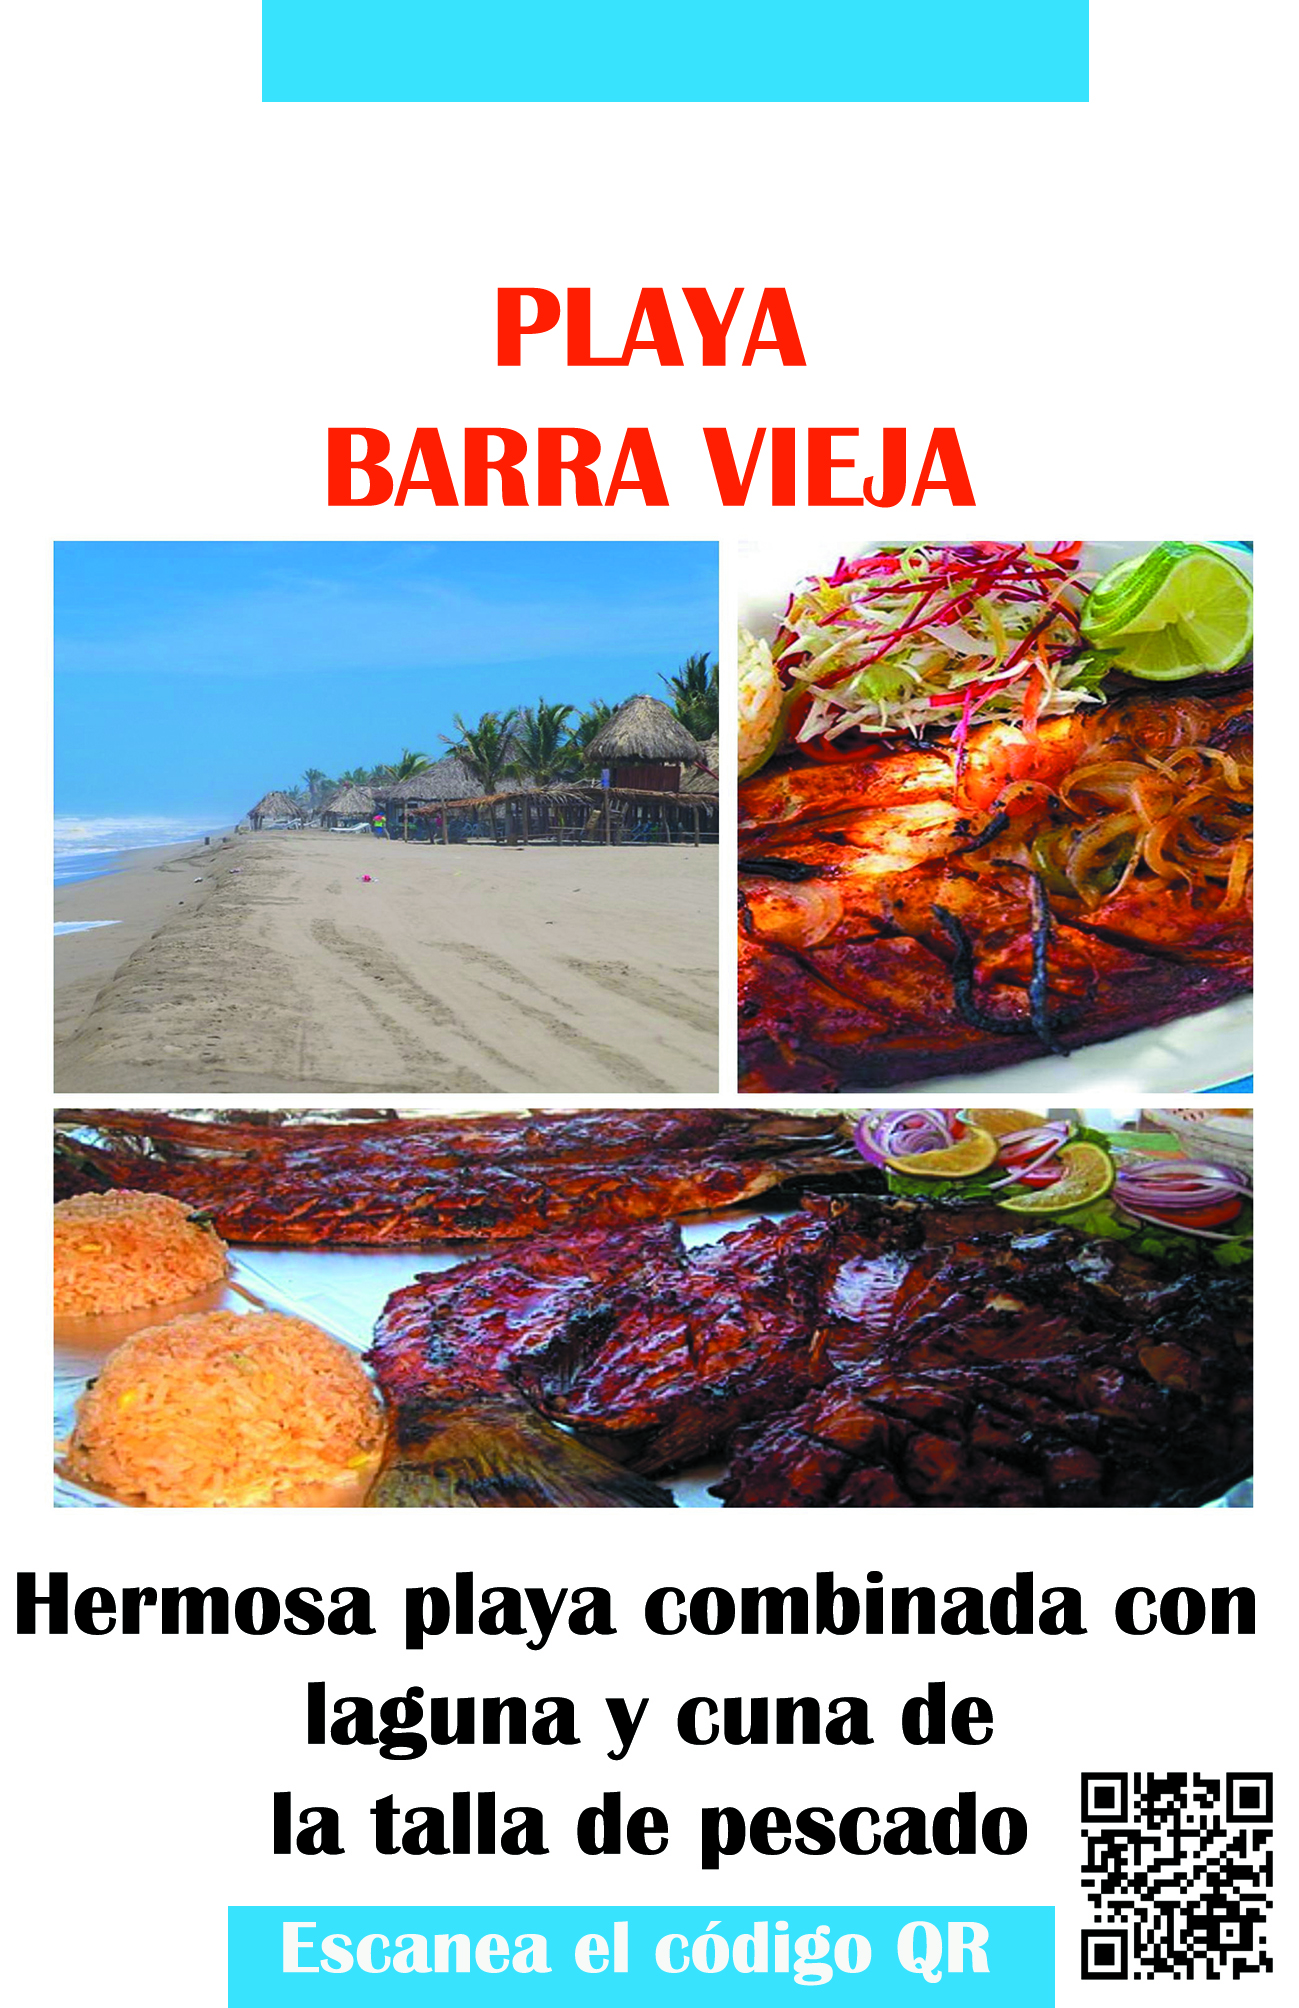 PLAYA
BARRA VIEJA
Hermosa playa combinada con
laguna y cuna de
la talla de pescado
Escanea el código QR